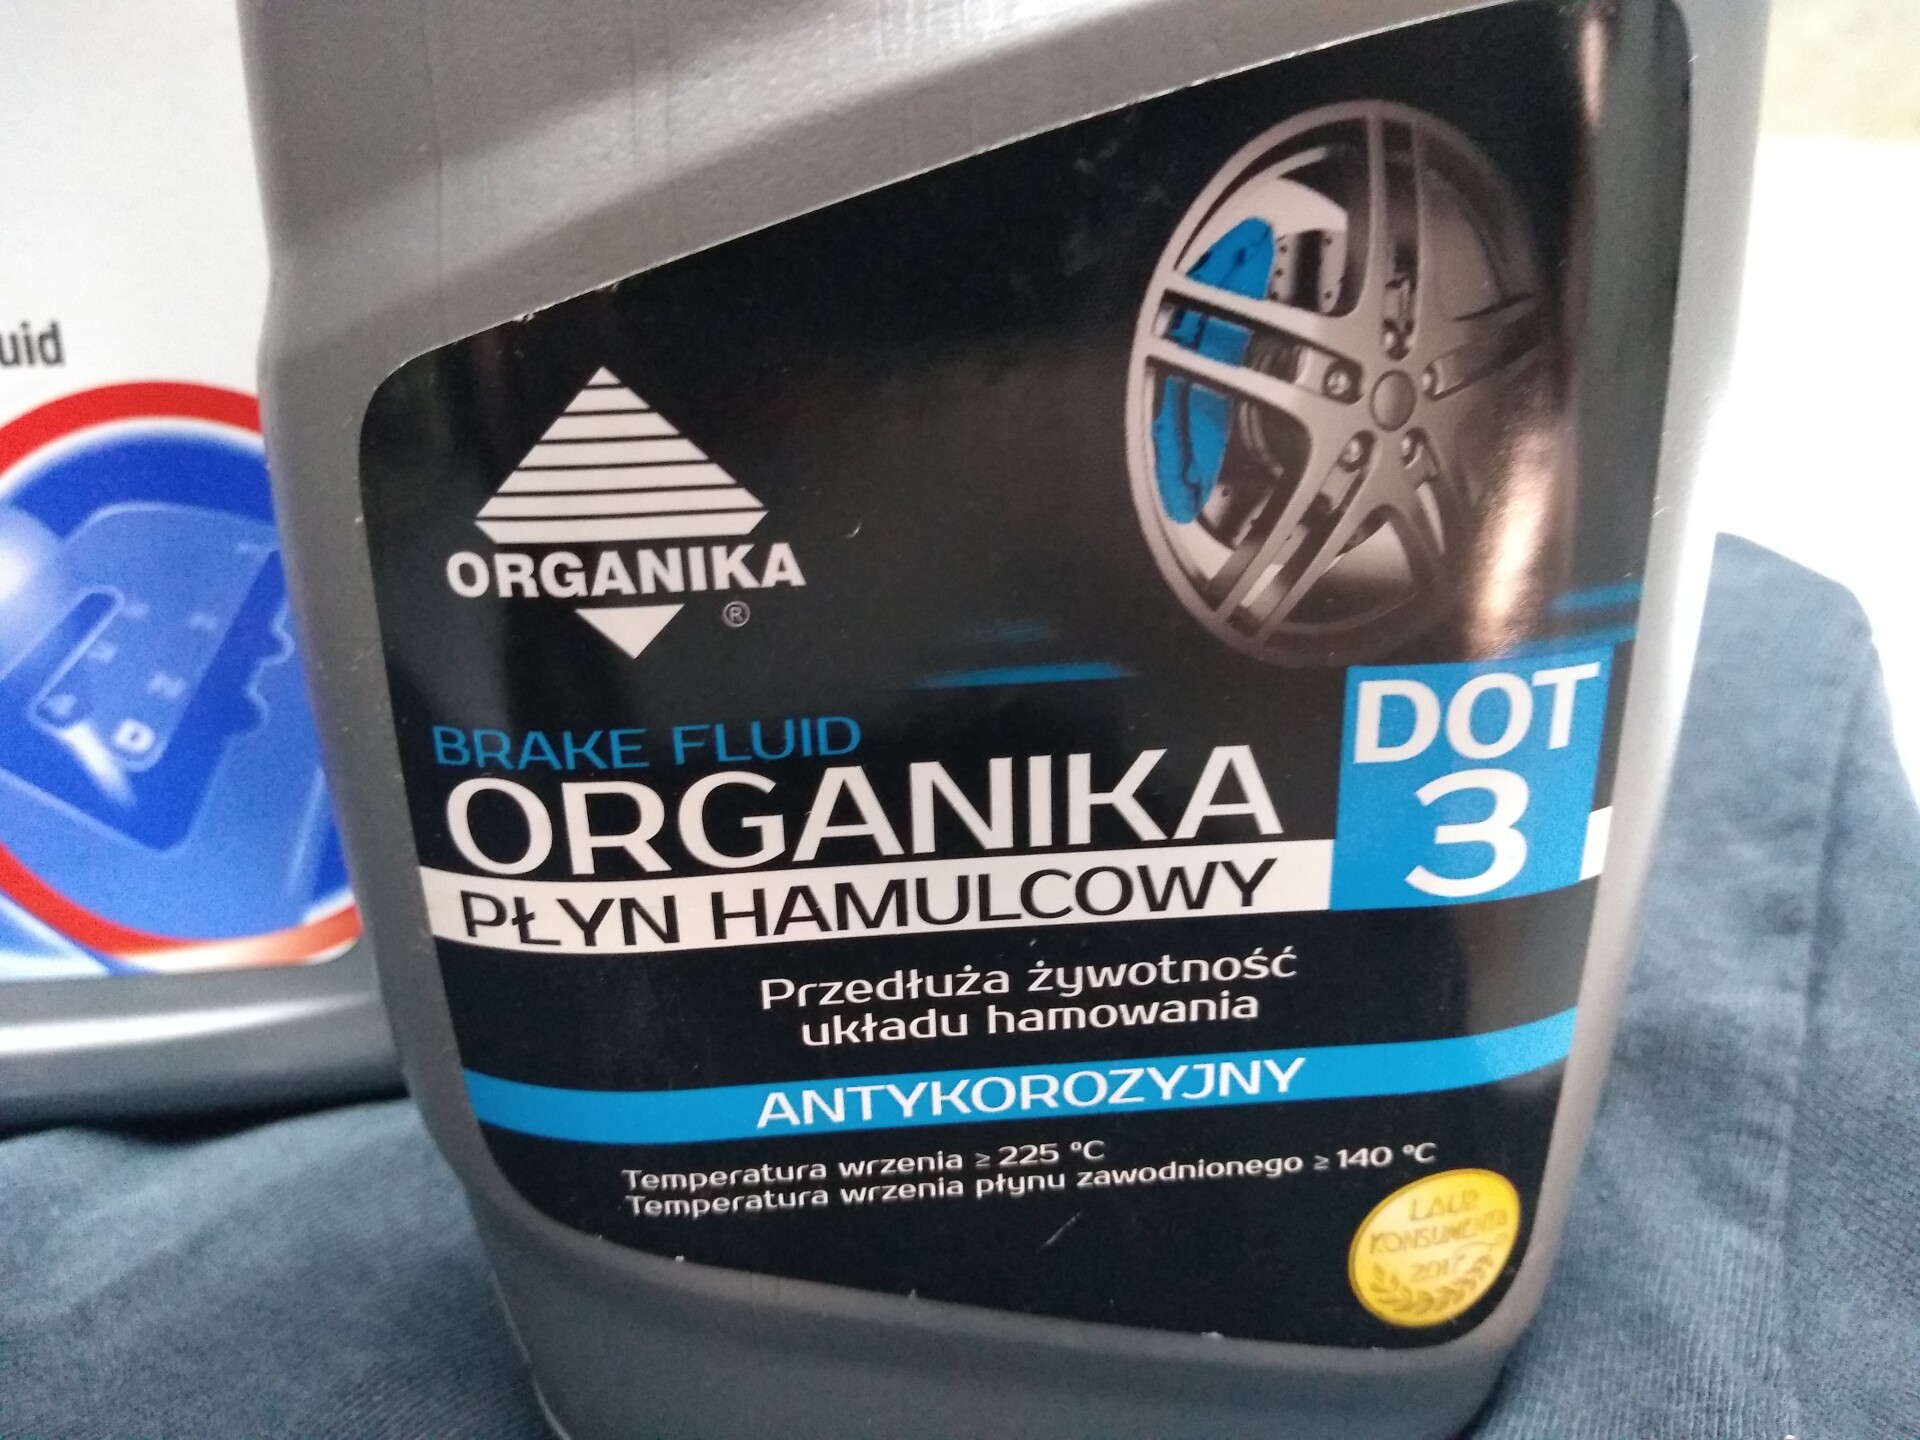 uid
ORGANIKA
®
BRAKE FLUID
ORGANIKA
DOT
3
PŁYN HAMULCOWY
Przedłuża żywotność
układu hamowania
ANTYKOROZYJNY
Temperatura wrzenia ≥ 225 °C
Temperatura wrzenia płynu zawodnionego ≥ 140 °C
LAUR
KONSUMENTA
2017